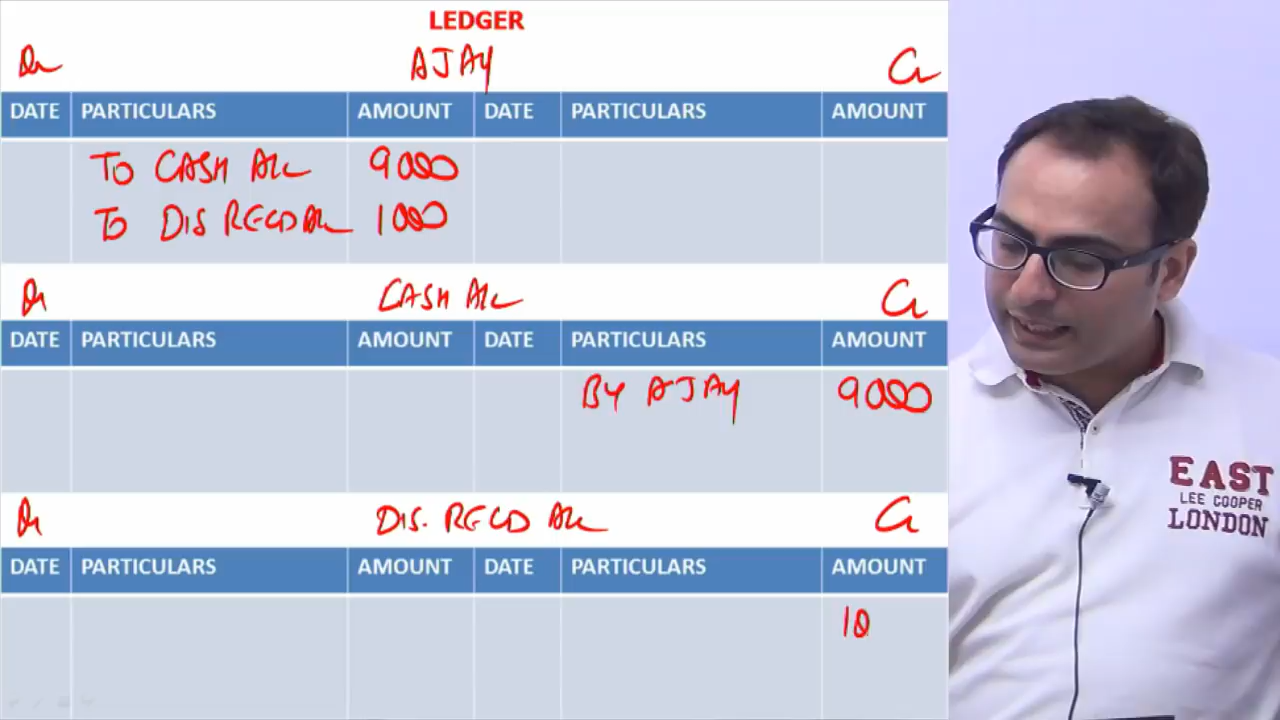 LEDGER
Dr AJAY Cr
DATE PARTICULARS AMOUNT DATE PARTICULARS AMOUNT
TO CASH A/C 9000
TO DIS RECD A/C 1000
Dr CASH A/C Cr
DATE PARTICULARS AMOUNT DATE PARTICULARS AMOUNT
BY AJAY 9000
Dr DIS. RECD A/C Cr
DATE PARTICULARS AMOUNT DATE PARTICULARS AMOUNT
10
EAST
LEE COOPER
LONDON